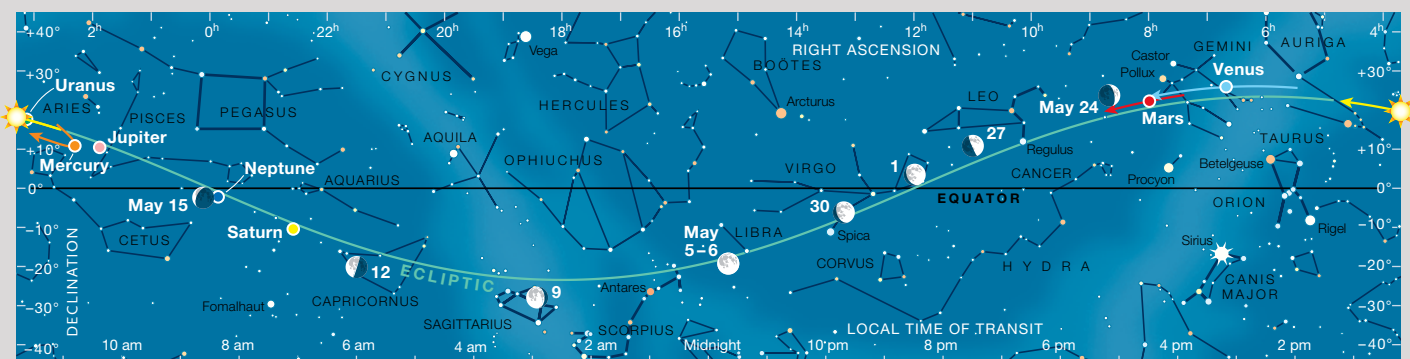 +40° 2h 0h 22h 20h 18h 16h 14h 12h 10h 8h 6h 4h
+30° +30°
+10° +10°
0° 0°
−10° −10°
−20° −20°
−30° −30°
−40° −40°
DECLINATION
RIGHT ASCENSION
Uranus
ARIES
PISCES
PEGASUS
Jupiter
Mercury
Neptune
May 15
AQUARIUS
CETUS
Saturn
12
Fomalhaut
CAPRICORNUS
ECLIPTIC
CYGNUS
AQUILA
Vega
HERCULES
OPHIUCHUS
9
SAGITTARIUS
Antares
SCORPIUS
BOÖTES
Arcturus
VIRGO
LIBRA
May
5–6
30
Spica
CORVUS
1
EQUATOR
LEO
27
Regulus
HYDRA
CANCER
May 24
Mars
Castor
Pollux
GEMINI
Venus
AURIGA
TAURUS
Betelgeuse
Procyon
ORION
Rigel
Sirius
CANIS
MAJOR
LOCAL TIME OF TRANSIT
10 am 8 am 6 am 4 am 2 am Midnight 10 pm 8 pm 6 pm 4 pm 2 pm